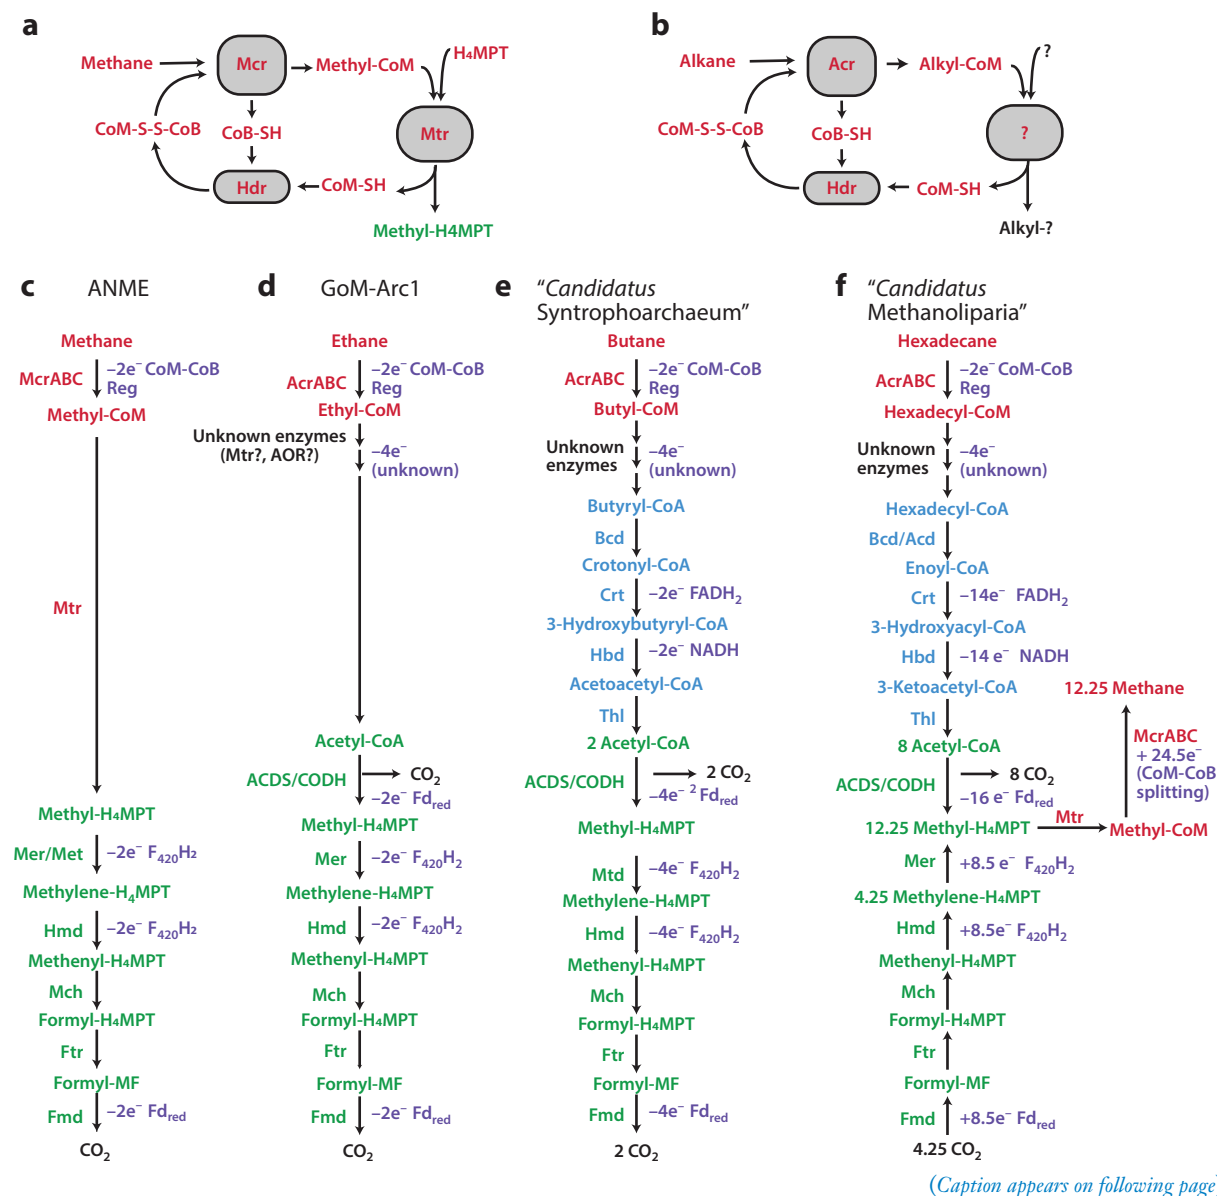 a
Methane
Mcr
Methyl-CoM
H₄MPT
CoM-S-S-CoB
CoB-SH
Mtr
Hdr
CoM-SH
Methyl-H4MPT
b
Alkane
Acr
Alkyl-CoM
?
CoM-S-S-CoB
CoB-SH
?
Hdr
CoM-SH
Alkyl-?
c ANME
Methane
McrABC
–2e⁻ CoM-CoB
Reg
Methyl-CoM
Mtr
Methyl-H₄MPT
Mer/Met
–2e⁻ F₄₂₀H₂
Methylene-H₄MPT
Hmd
–2e⁻ F₄₂₀H₂
Methenyl-H₄MPT
Mch
Formyl-H₄MPT
Ftr
Formyl-MF
Fmd
–2e⁻ Fd_red
CO₂
d GoM-Arc1
Ethane
AcrABC
–2e⁻ CoM-CoB
Reg
Ethyl-CoM
Unknown enzymes
(Mtr?, AOR?)
–4e⁻
(unknown)
Acetyl-CoA
ACDS/CODH
CO₂
–2e⁻ Fd_red
Methyl-H₄MPT
Mer
–2e⁻ F₄₂₀H₂
Methylene-H₄MPT
Hmd
–2e⁻ F₄₂₀H₂
Methenyl-H₄MPT
Mch
Formyl-H₄MPT
Ftr
Formyl-MF
Fmd
–2e⁻ Fd_red
CO₂
e "Candidatus
Syntrophoarchaeum"
Butane
AcrABC
–2e⁻ CoM-CoB
Reg
Butyl-CoM
Unknown
enzymes
–4e⁻
(unknown)
Butyryl-CoA
Bcd
Crotonyl-CoA
Crt
–2e⁻ FADH₂
3-Hydroxybutyryl-CoA
Hbd
–2e⁻ NADH
Acetoacetyl-CoA
Thl
2 Acetyl-CoA
ACDS/CODH
2 CO₂
–4e⁻ ² Fd_red
Methyl-H₄MPT
Mtd
–4e⁻ F₄₂₀H₂
Methylene-H₄MPT
Hmd
–4e⁻ F₄₂₀H₂
Methenyl-H₄MPT
Mch
Formyl-H₄MPT
Ftr
Formyl-MF
Fmd
–4e⁻ Fd_red
2 CO₂
f "Candidatus
Methanoliparia"
Hexadecane
AcrABC
–2e⁻ CoM-CoB
Reg
Hexadecyl-CoM
Unknown
enzymes
–4e⁻
(unknown)
Hexadecyl-CoA
Bcd/Acd
Enoyl-CoA
Crt
–14e⁻ FADH₂
3-Hydroxyacyl-CoA
Hbd
–14 e⁻ NADH
3-Ketoacetyl-CoA
Thl
8 Acetyl-CoA
ACDS/CODH
8 CO₂
–16 e⁻ Fd_red
12.25 Methyl-H₄MPT
Mtr
Methyl-CoM
McrABC
+ 24.5e⁻
(CoM-CoB
splitting)
12.25 Methane
Mer
+8.5 e⁻ F₄₂₀H₂
4.25 Methylene-H₄MPT
Hmd
+8.5e⁻ F₄₂₀H₂
Methenyl-H₄MPT
Mch
Formyl-H₄MPT
Ftr
Formyl-MF
Fmd
+8.5e⁻ Fd_red
4.25 CO₂
(Caption appears on following page